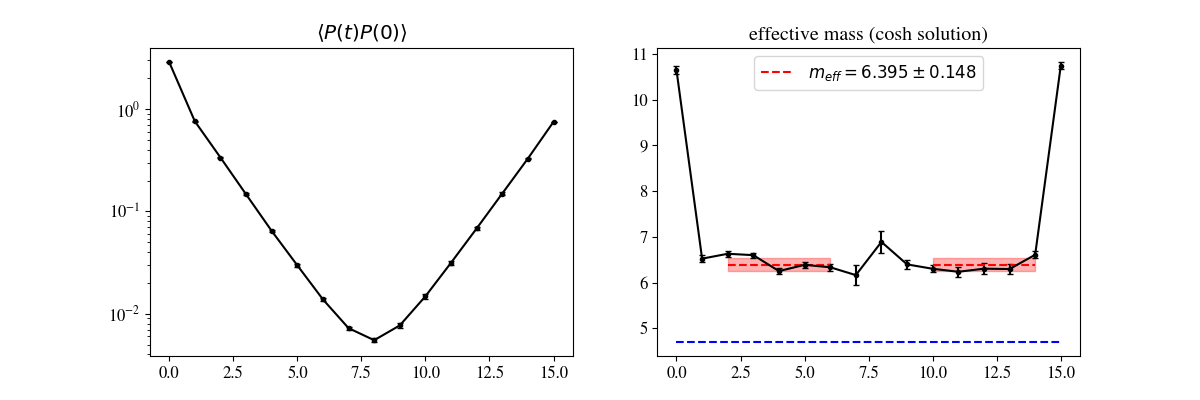 ⟨P(t)P(0)⟩
10^0
10^−1
10^−2
0.0 2.5 5.0 7.5 10.0 12.5 15.0
effective mass (cosh solution)
m_eff = 6.395 ± 0.148
11
10
9
8
7
6
5
0.0 2.5 5.0 7.5 10.0 12.5 15.0